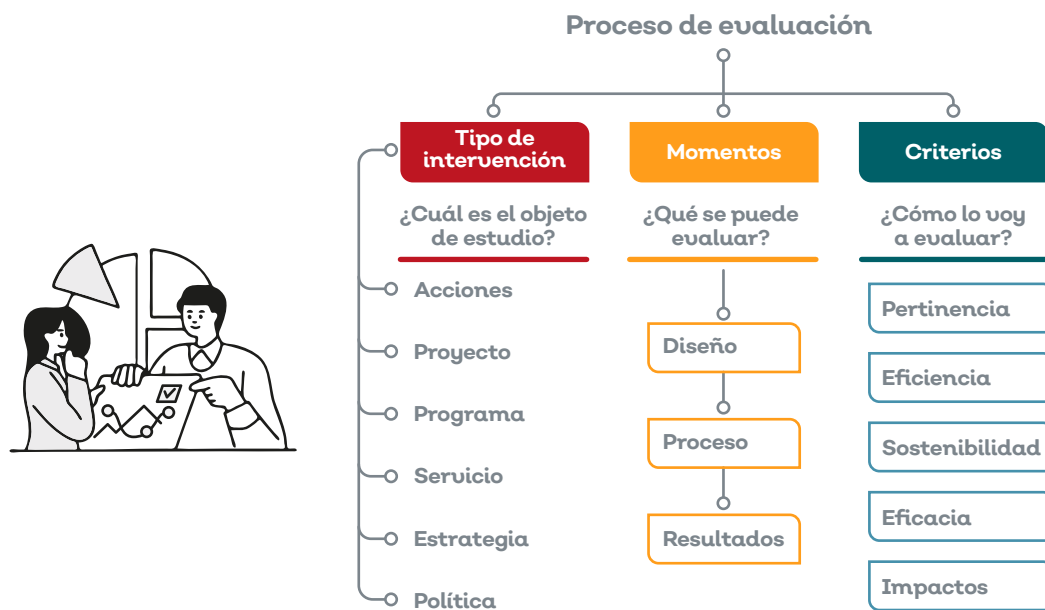 Proceso de evaluación
Tipo de
intervención
¿Cuál es el objeto
de estudio?
Acciones
Proyecto
Programa
Servicio
Estrategia
Política
Momentos
¿Qué se puede
evaluar?
Diseño
Proceso
Resultados
Criterios
¿Cómo lo voy
a evaluar?
Pertinencia
Eficiencia
Sostenibilidad
Eficacia
Impactos